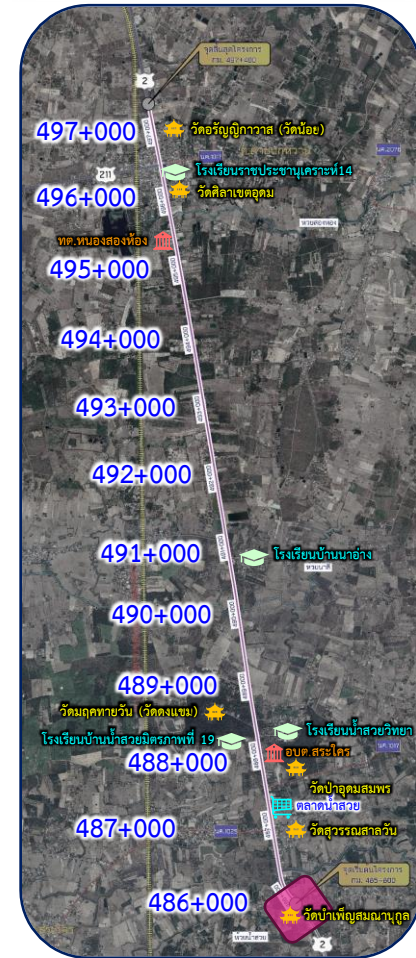 จุดสิ้นสุดโครงการ
กม. 497+400
2
497+000
วัดอรัญญิกาวาส (วัดน้อย)
211
โรงเรียนราชประชานุเคราะห์14
496+000
วัดศิลาเขตอุดม
ทต.หนองสองห้อง
495+000
494+000
493+000
492+000
491+000
โรงเรียนบ้านนาอ่าง
490+000
489+000
วัดมฤคทายวัน (วัดดงแขม)
โรงเรียนน้ำสวยวิทยา
โรงเรียนบ้านน้ำสวยมิตรภาพที่ 19
อบต.สระใคร
488+000
วัดป่าอุดมสมพร
ตลาดน้ำสวย
487+000
วัดสุวรรณสาลวัน
จุดเริ่มต้นโครงการ
กม. 485+800
486+000
วัดบำเพ็ญสมณานุกูล
ห้วยน้ำสวย
2